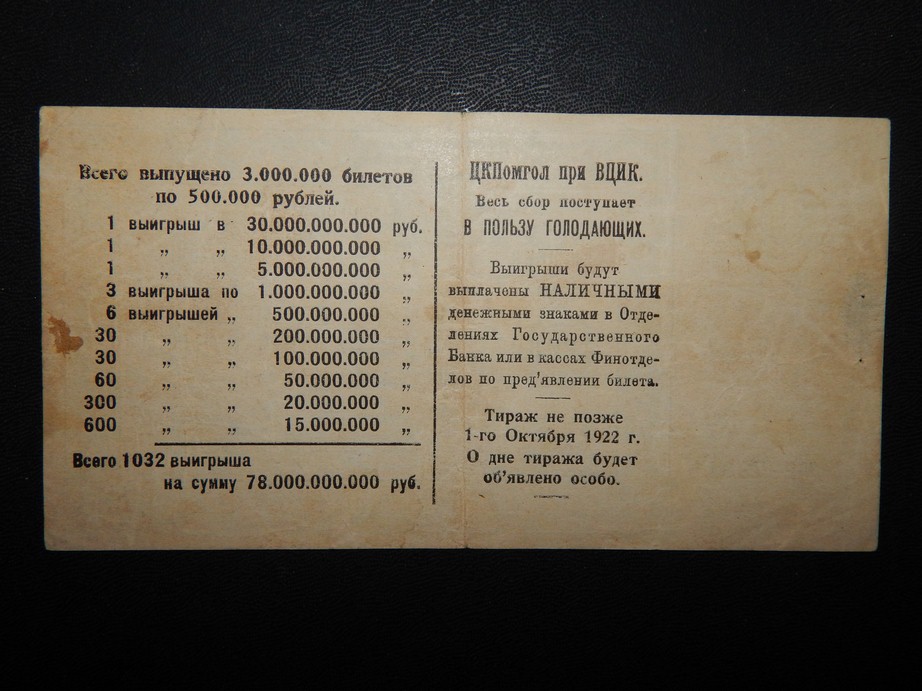 Всего выпущено 3.000.000 билетов
по 500.000 рублей.
1 выигрыш в 30.000.000.000 руб.
1 „ „ 10.000.000.000 „
1 „ „ 5.000.000.000 „
3 выигрыша по 1.000.000.000 „
6 выигрышей „ 500.000.000 „
30 „ „ 200.000.000 „
30 „ „ 100.000.000 „
60 „ „ 50.000.000 „
300 „ „ 20.000.000 „
600 „ „ 15.000.000 „
Всего 1032 выигрыша
на сумму 78.000.000.000 руб.
ЦКПомгол при ВЦИК.
Весь сбор поступает
В ПОЛЬЗУ ГОЛОДАЮЩИХ.
Выигрыши будут
выплачены НАЛИЧНЫМИ
денежными знаками в Отде-
лениях Государственного
Банка или в кассах Финотде-
лов по пред'явлении билета.
Тираж не позже
1-го Октября 1922 г.
О дне тиража будет
об'явлено особо.